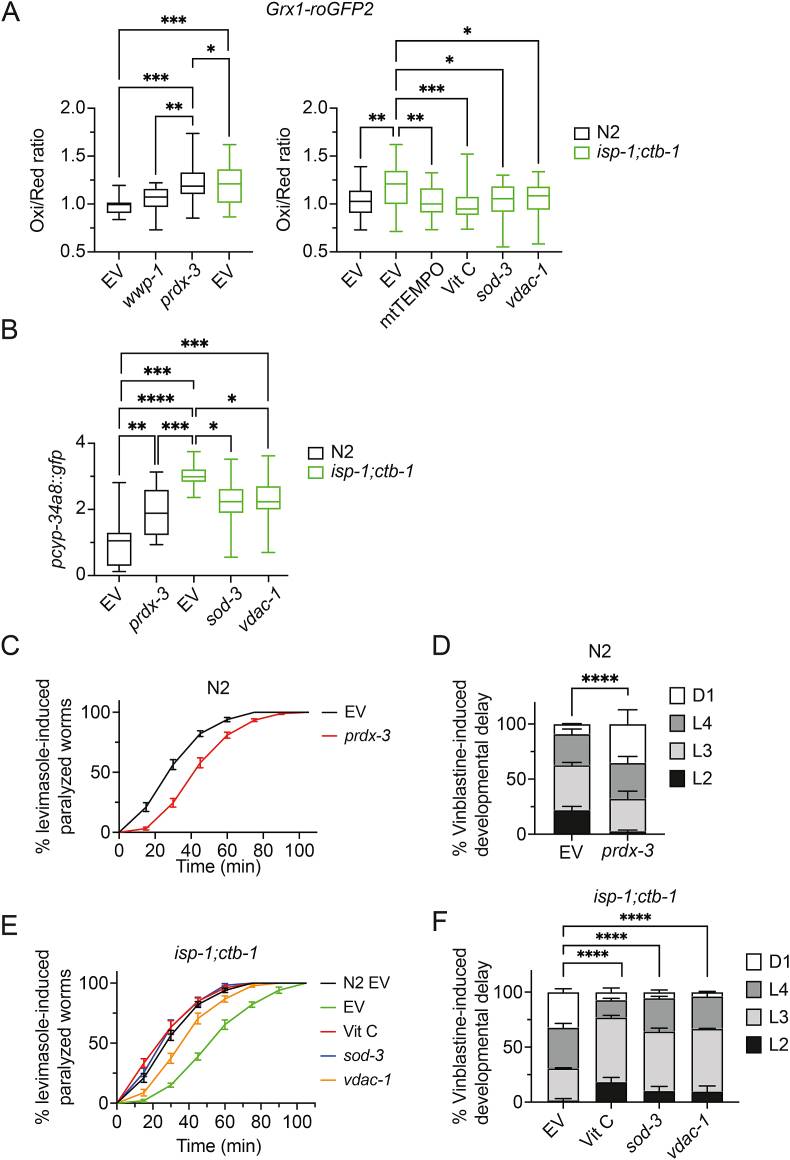 A
Grx1-roGFP2
*** * *** **
Oxi/Red ratio
2.0
1.5
1.0
0.5
EV wwp-1 prdx-3 EV
* * *** ** **
Oxi/Red ratio
2.0
1.5
1.0
0.5
EV EV mtTEMPO Vit C sod-3 vdac-1
N2
isp-1;ctb-1
B
***
***
**** *
** *** *
pcyp-34a8::gfp
4
2
0
EV prdx-3 EV sod-3 vdac-1
N2
isp-1;ctb-1
C
N2
% levimasole-induced
paralyzed worms
100
50
0
0 20 40 60 80 100
Time (min)
EV
prdx-3
D
N2
****
% Vinblastine-induced
developmental delay
100
50
0
EV prdx-3
D1
L4
L3
L2
E
isp-1;ctb-1
% levimasole-induced
paralyzed worms
100
50
0
0 20 40 60 80 100
Time (min)
N2 EV
EV
Vit C
sod-3
vdac-1
F
isp-1;ctb-1
****
****
****
% Vinblastine-induced
developmental delay
100
50
0
EV Vit C sod-3 vdac-1
D1
L4
L3
L2